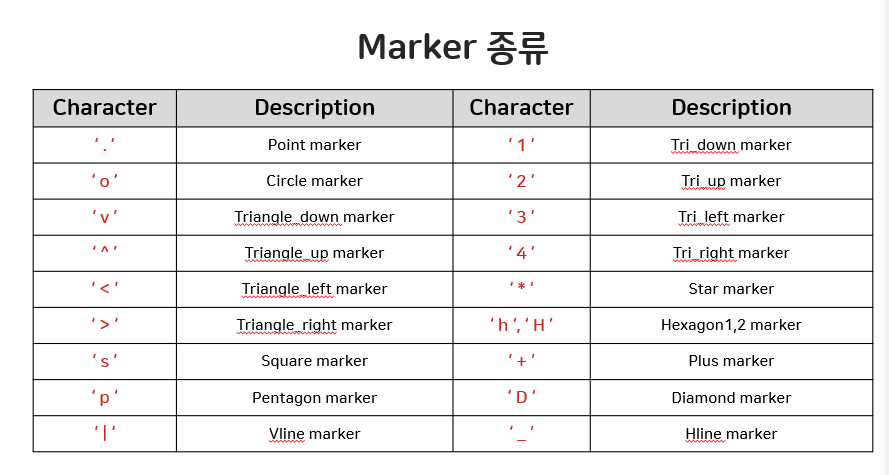 Marker 종류
Character Description Character Description
‘ . ’ Point marker ‘ 1 ’ Tri_down marker
‘ o ’ Circle marker ‘ 2 ’ Tri_up marker
‘ v ’ Triangle_down marker ‘ 3 ’ Tri_left marker
‘ ^ ’ Triangle_up marker ‘ 4 ’ Tri_right marker
‘ < ‘ Triangle_left marker ‘ * ‘ Star marker
‘ > ‘ Triangle_right marker ‘ h ‘, ‘ H ’ Hexagon1,2 marker
‘ s ‘ Square marker ‘ + ‘ Plus marker
‘ p ‘ Pentagon marker ‘ D ‘ Diamond marker
‘ | ‘ Vline marker ‘ _ ‘ Hline marker